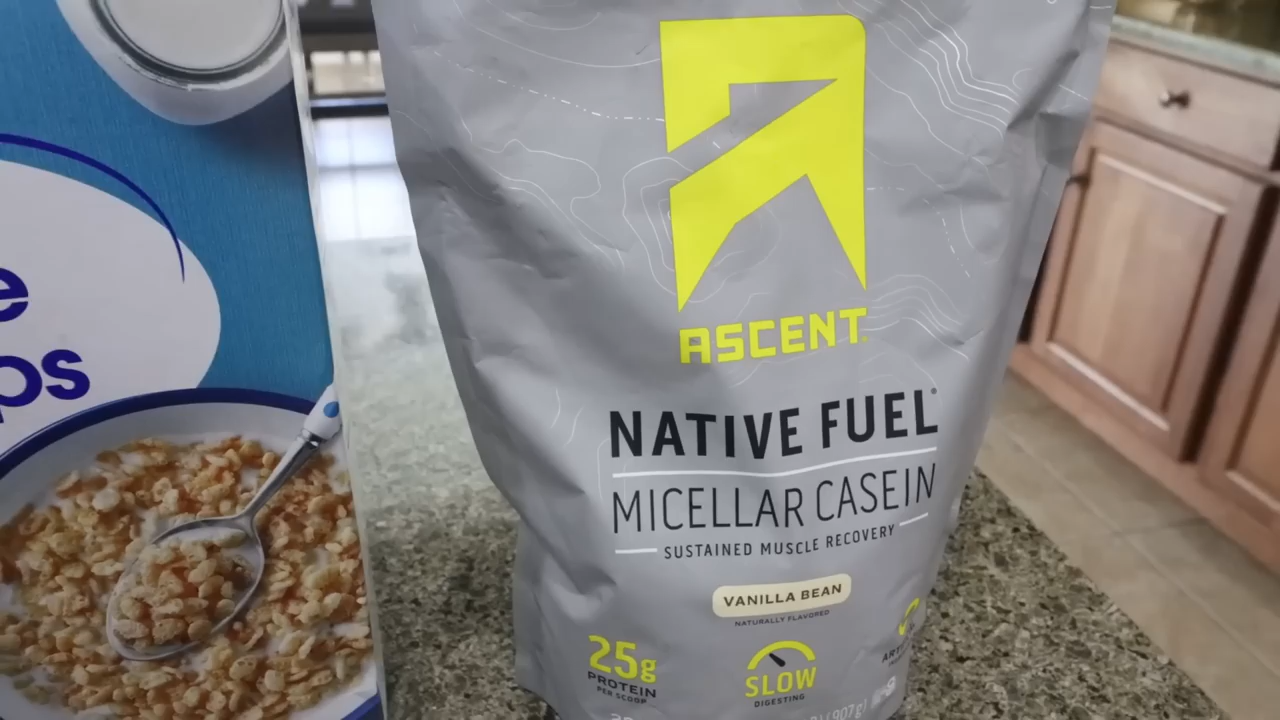 e
ps
ASCENT
NATIVE FUEL®
MICELLAR CASEIN
SUSTAINED MUSCLE RECOVERY
VANILLA BEAN
NATURALLY FLAVORED
25g
PROTEIN
PER SCOOP
SLOW
DIGESTING
(907g)